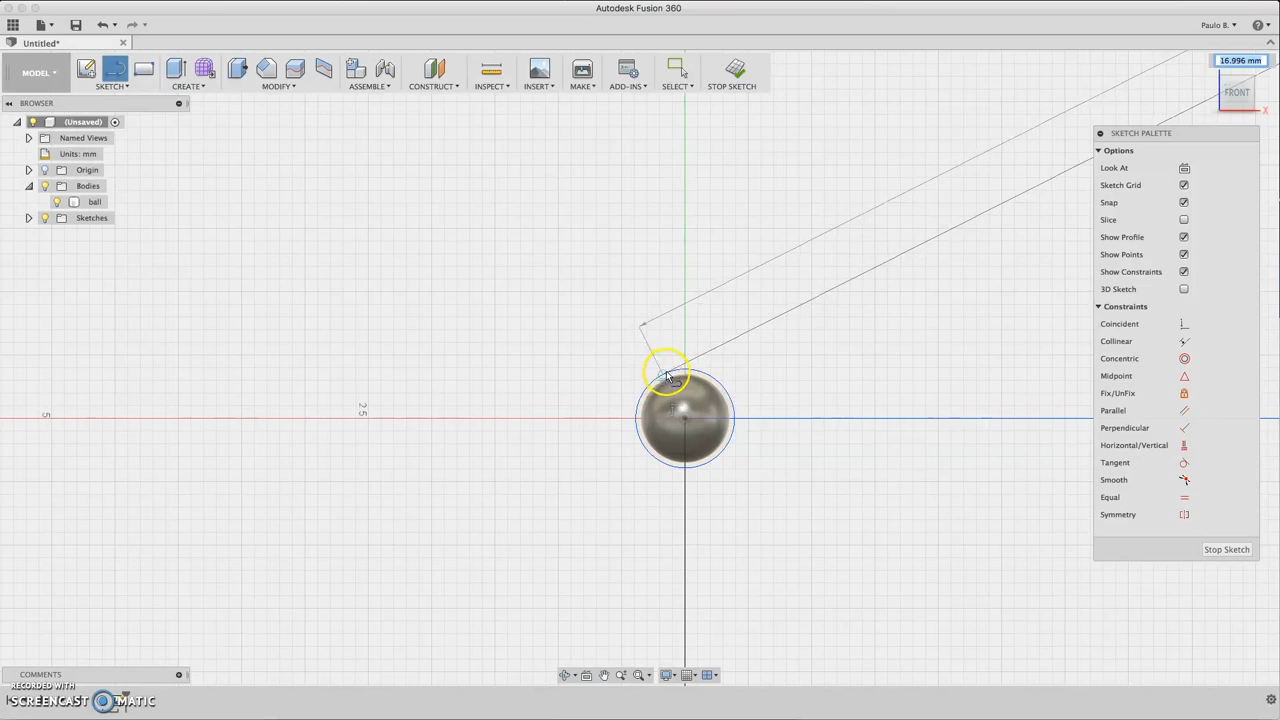 Autodesk Fusion 360
Paulo B.
Untitled*
MODEL
SKETCH
CREATE
MODIFY
ASSEMBLE
CONSTRUCT
INSPECT
INSERT
MAKE
ADD-INS
SELECT
STOP SKETCH
16.996 mm
FRONT
X
BROWSER
(Unsaved)
Named Views
Units: mm
Origin
Bodies
ball
Sketches
SKETCH PALETTE
Options
Look At
Sketch Grid
Snap
Slice
Show Profile
Show Points
Show Constraints
3D Sketch
Constraints
Coincident
Collinear
Concentric
Midpoint
Fix/UnFix
Parallel
Perpendicular
Horizontal/Vertical
Tangent
Smooth
Equal
Symmetry
Stop Sketch
5
25
COMMENTS
RECORDED WITH
SCREENCAST MATIC